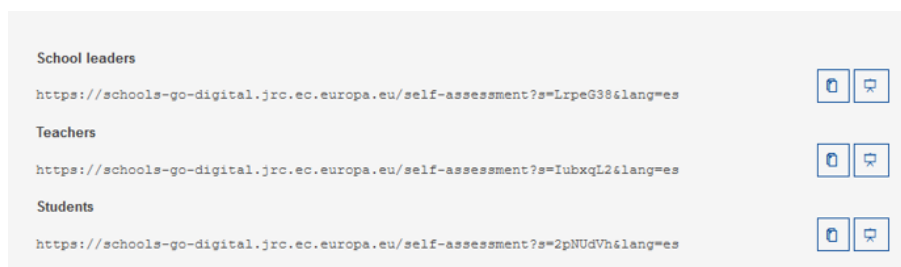 School leaders
https://schools-go-digital.jrc.ec.europa.eu/self-assessment?s=LrpeG38&lang=es
Teachers
https://schools-go-digital.jrc.ec.europa.eu/self-assessment?s=IubxqL2&lang=es
Students
https://schools-go-digital.jrc.ec.europa.eu/self-assessment?s=2pNUdVh&lang=es